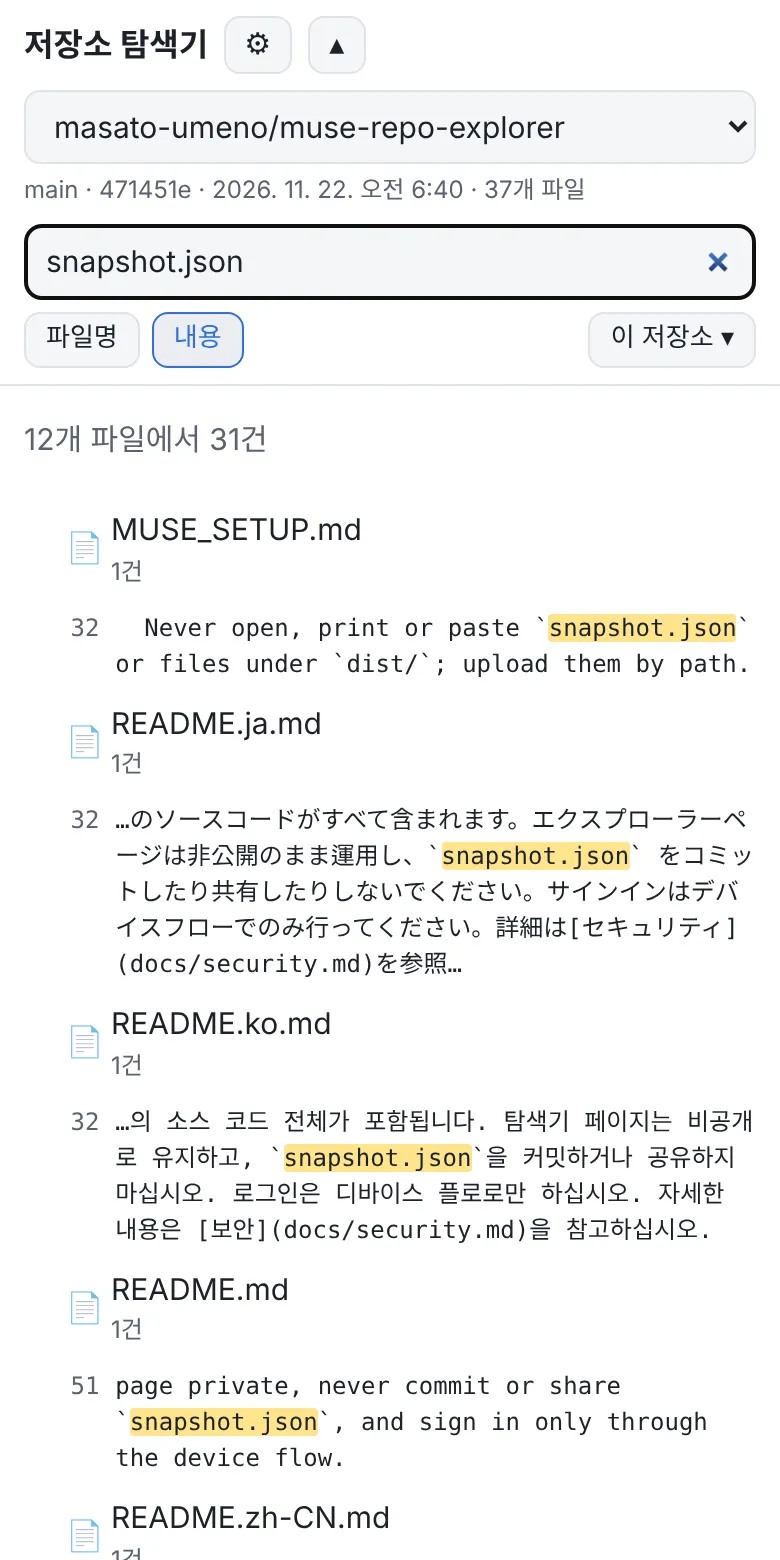 저장소 탐색기 ⚙ ▲
masato-umeno/muse-repo-explorer
main · 471451e · 2026. 11. 22. 오전 6:40 · 37개 파일
snapshot.json ×
파일명 내용 이 저장소 ▾
12개 파일에서 31건
MUSE_SETUP.md
1건
32 Never open, print or paste `snapshot.json`
or files under `dist/`; upload them by path.
README.ja.md
1건
32 …のソースコードがすべて含まれます。エクスプローラーペ
ージは非公開のまま運用し、`snapshot.json` をコミッ
トしたり共有したりしないでください。サインインはデバ
イスフローでのみ行ってください。詳細は[セキュリティ]
(docs/security.md)を参照…
README.ko.md
1건
32 …의 소스 코드 전체가 포함됩니다. 탐색기 페이지는 비공개
로 유지하고, `snapshot.json`을 커밋하거나 공유하지
마십시오. 로그인은 디바이스 플로로만 하십시오. 자세한
내용은 [보안](docs/security.md)을 참고하십시오.
README.md
1건
51 page private, never commit or share
`snapshot.json`, and sign in only through
the device flow.
README.zh-CN.md
1건